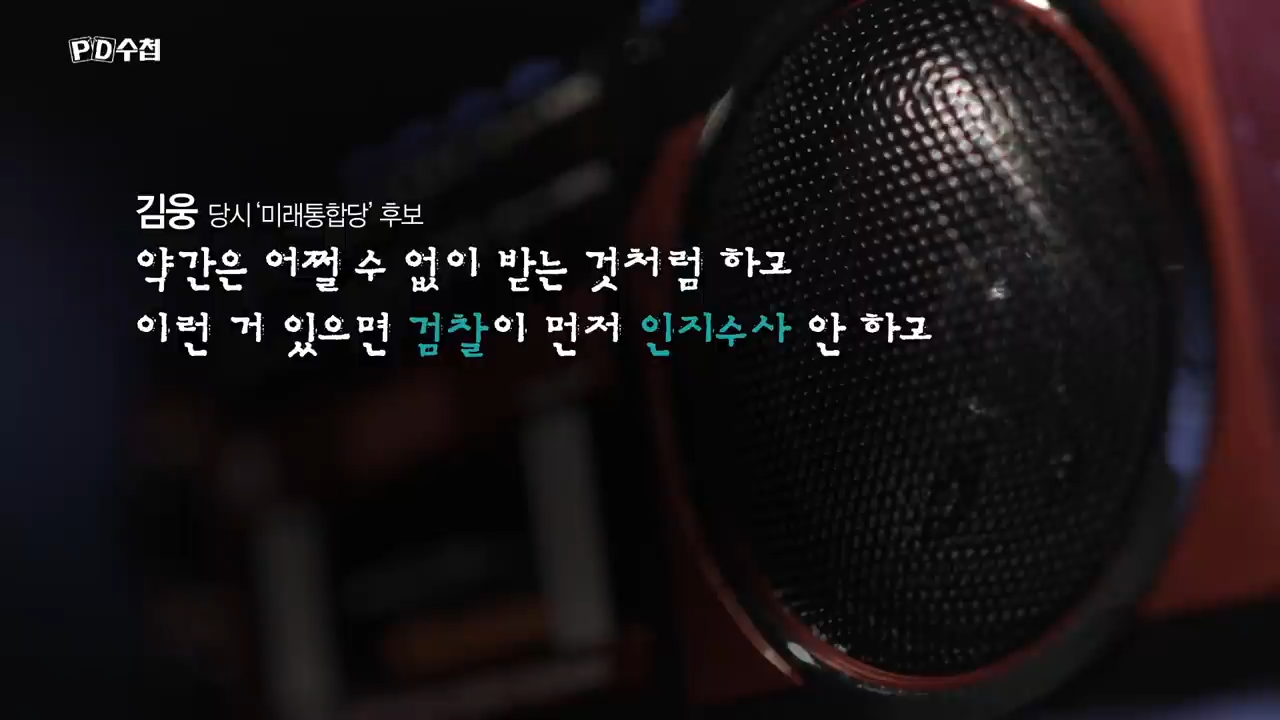 PD수첩
김웅 당시 ‘미래통합당’ 후보
약간은 어쩔 수 없이 받는 것처럼 하고
이런 거 있으면 검찰이 먼저 인지수사 안 하고